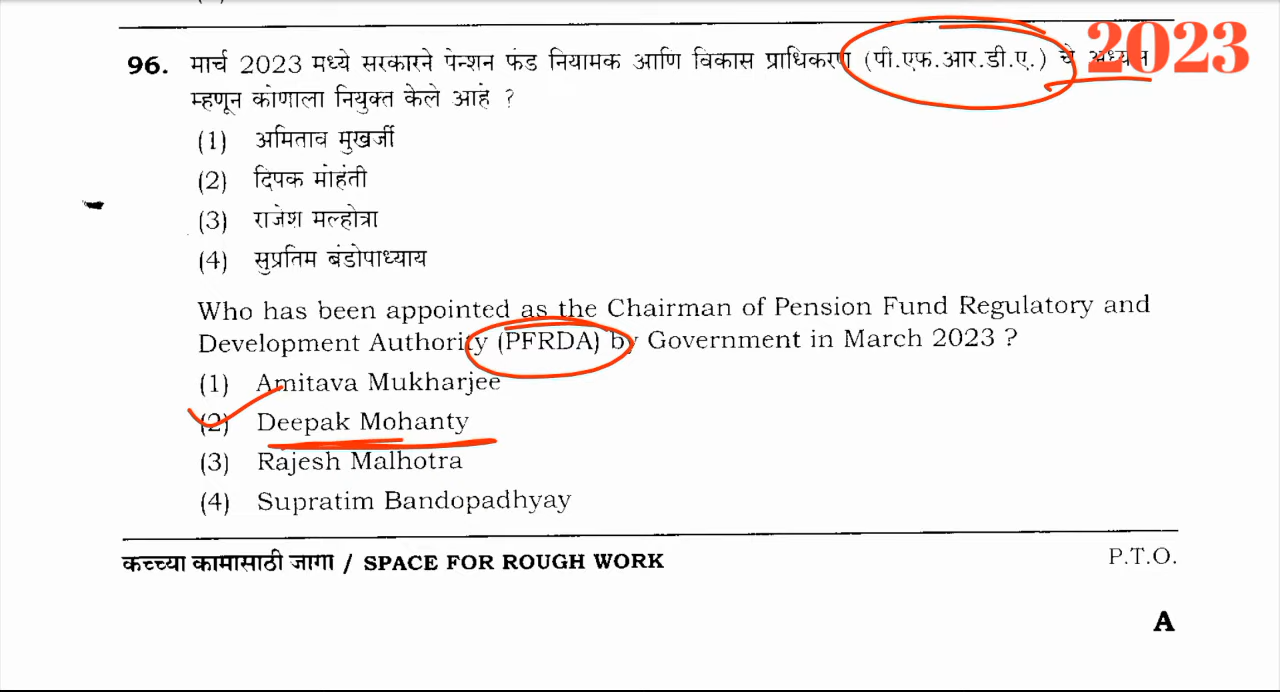 2023
96. मार्च 2023 मध्ये सरकारने पेन्शन फंड नियामक आणि विकास प्राधिकरण (पी.एफ.आर.डी.ए.) चे अध्यक्ष
म्हणून कोणाला नियुक्त केले आहे ?
(1) अमिताव मुखर्जी
(2) दिपक मोहंती
(3) राजेश मल्होत्रा
(4) सुप्रतिम बंडोपाध्याय
Who has been appointed as the Chairman of Pension Fund Regulatory and
Development Authority (PFRDA) by Government in March 2023 ?
(1) Amitava Mukharjee
(2) Deepak Mohanty
(3) Rajesh Malhotra
(4) Supratim Bandopadhyay
कच्च्या कामासाठी जागा / SPACE FOR ROUGH WORK
P.T.O.
A